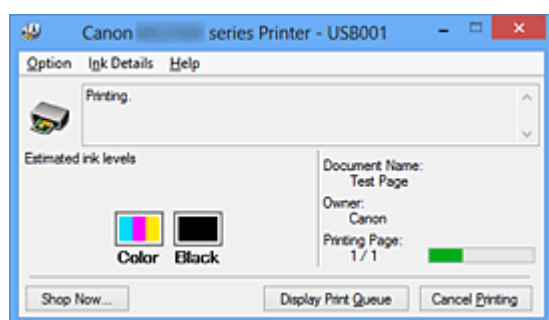 Canon series Printer - USB001
Option Ink Details Help
Printing.
Estimated ink levels
Color Black
Document Name:
Test Page
Owner:
Canon
Printing Page:
1 / 1
Shop Now... Display Print Queue Cancel Printing